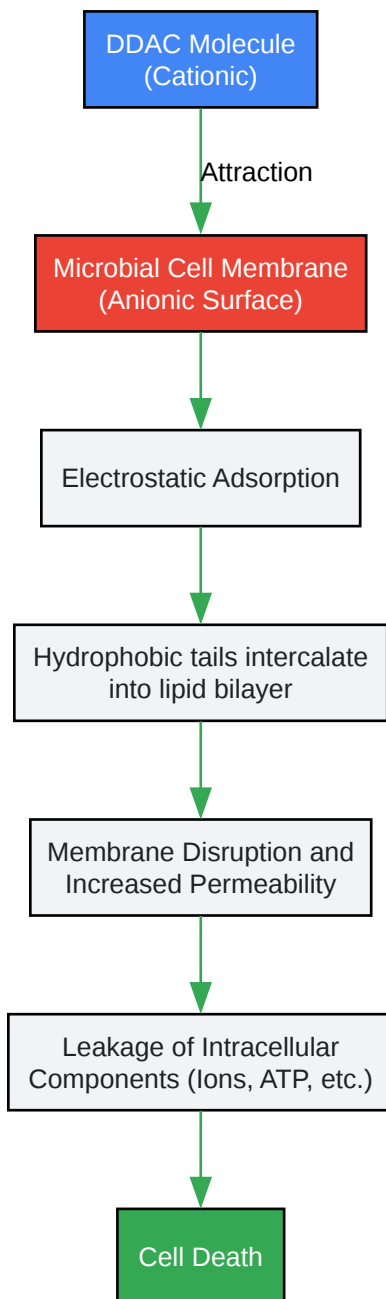 DDAC Molecule
(Cationic)
Attraction
Microbial Cell Membrane
(Anionic Surface)
Electrostatic Adsorption
Hydrophobic tails intercalate
into lipid bilayer
Membrane Disruption and
Increased Permeability
Leakage of Intracellular
Components (Ions, ATP, etc.)
Cell Death